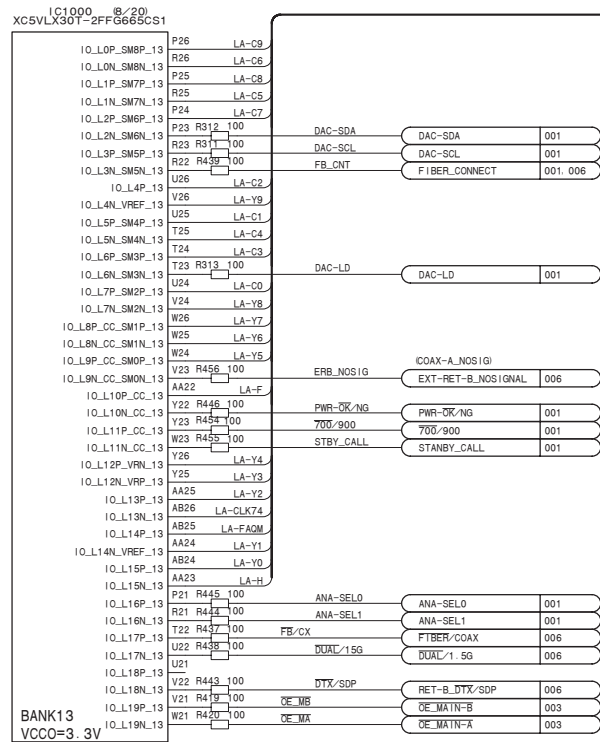 IC1000 (8/20)
XC5VLX30T-2FFG665CS1
IO_L0P_SM8P_13 P26 LA-C9
IO_L0N_SM8N_13 R26 LA-C6
IO_L1P_SM7P_13 P25 LA-C8
IO_L1N_SM7N_13 R25 LA-C5
IO_L2P_SM6P_13 P24 LA-C7
IO_L2N_SM6N_13 P23 R312 100 DAC-SDA DAC-SDA 001
IO_L3P_SM5P_13 R23 R311 100 DAC-SCL DAC-SCL 001
IO_L3N_SM5N_13 R22 R439 100 FB_CNT FIBER_CONNECT 001, 006
IO_L4P_13 U26 LA-C2
IO_L4N_VREF_13 V26 LA-Y9
IO_L5P_SM4P_13 U25 LA-C1
IO_L5N_SM4N_13 T25 LA-C4
IO_L6P_SM3P_13 T24 LA-C3
IO_L6N_SM3N_13 T23 R313 100 DAC-LD DAC-LD 001
IO_L7P_SM2P_13 U24 LA-C0
IO_L7N_SM2N_13 V24 LA-Y8
IO_L8P_CC_SM1P_13 W26 LA-Y7
IO_L8N_CC_SM1N_13 W25 LA-Y6
IO_L9P_CC_SM0P_13 W24 LA-Y5
(COAX-A_NOSIG)
IO_L9N_CC_SM0N_13 V23 R456 100 ERB_NOSIG EXT-RET-B_NOSIGNAL 006
IO_L10P_CC_13 AA22 LA-F
IO_L10N_CC_13 Y22 R446 100 PWR-OK/NG PWR-OK/NG 001
IO_L11P_CC_13 Y23 R454 100 700/900 700/900 001
IO_L11N_CC_13 W23 R455 100 STBY_CALL STANBY_CALL 001
IO_L12P_VRN_13 Y26 LA-Y4
IO_L12N_VRP_13 Y25 LA-Y3
IO_L13P_13 AA25 LA-Y2
IO_L13N_13 AB26 LA-CLK74
IO_L14P_13 AB25 LA-FAQM
IO_L14N_VREF_13 AA24 LA-Y1
IO_L15P_13 AB24 LA-Y0
IO_L15N_13 AA23 LA-H
IO_L16P_13 P21 R445 100 ANA-SEL0 ANA-SEL0 001
IO_L16N_13 R21 R444 100 ANA-SEL1 ANA-SEL1 001
IO_L17P_13 T22 R437 100 FB/CX FIBER/COAX 006
IO_L17N_13 U22 R438 100 DUAL/15G DUAL/1.5G 006
IO_L18P_13 U21
IO_L18N_13 V22 R443 100 DTX/SDP RET-B_DTX/SDP 006
IO_L19P_13 V21 R419 100 OE_MB OE_MAIN-B 003
IO_L19N_13 W21 R420 100 OE_MA OE_MAIN-A 003
BANK13
VCCO=3.3V